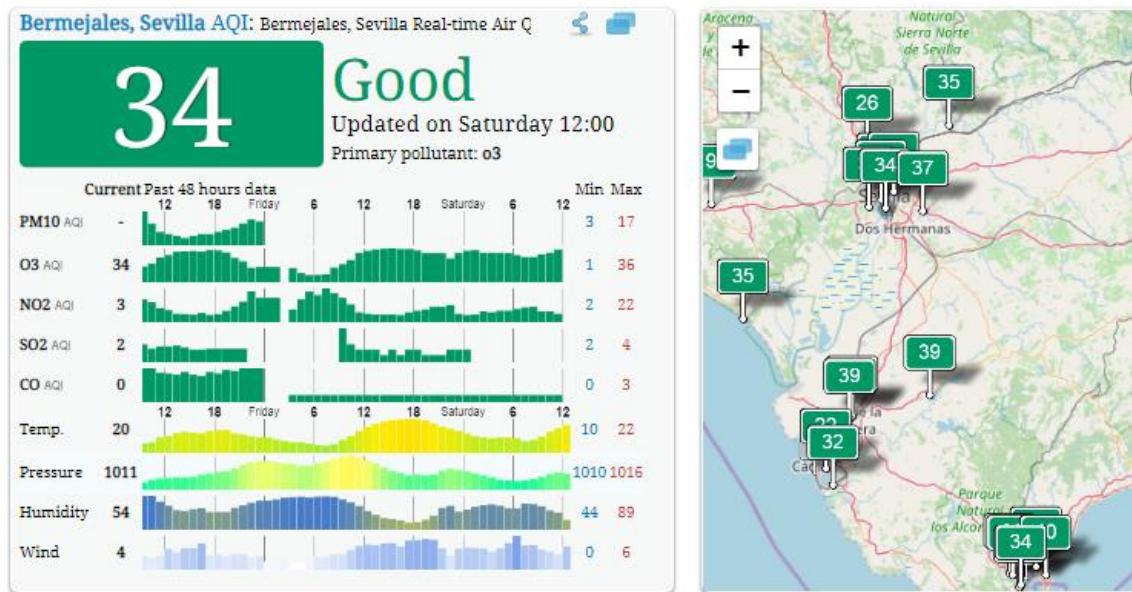 Bermejales, Sevilla AQI: Bermejales, Sevilla Real-time Air Q
34
Good
Updated on Saturday 12:00
Primary pollutant: o3
Current Past 48 hours data Min Max
12 18 Friday 6 12 18 Saturday 6 12
PM10 AQI - 3 17
O3 AQI 34 1 36
NO2 AQI 3 2 22
SO2 AQI 2 2 4
CO AQI 0 0 3
12 18 Friday 6 12 18 Saturday 6 12
Temp. 20 10 22
Pressure 1011 1010 1016
Humidity 54 44 89
Wind 4 0 6
Aracena
y
de
Natural
Sierra Norte
de Sevilla
+
−
35
26
9
34
37
Dos Hermanas
35
39
39
de la
era
32
Parque
Natural
los Alcor
34